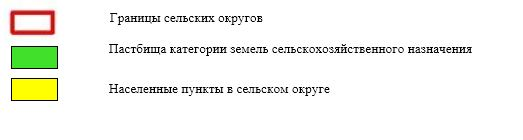 Границы сельских округов
Пастбища категории земель сельскохозяйственного назначения
Населенные пункты в сельском округе